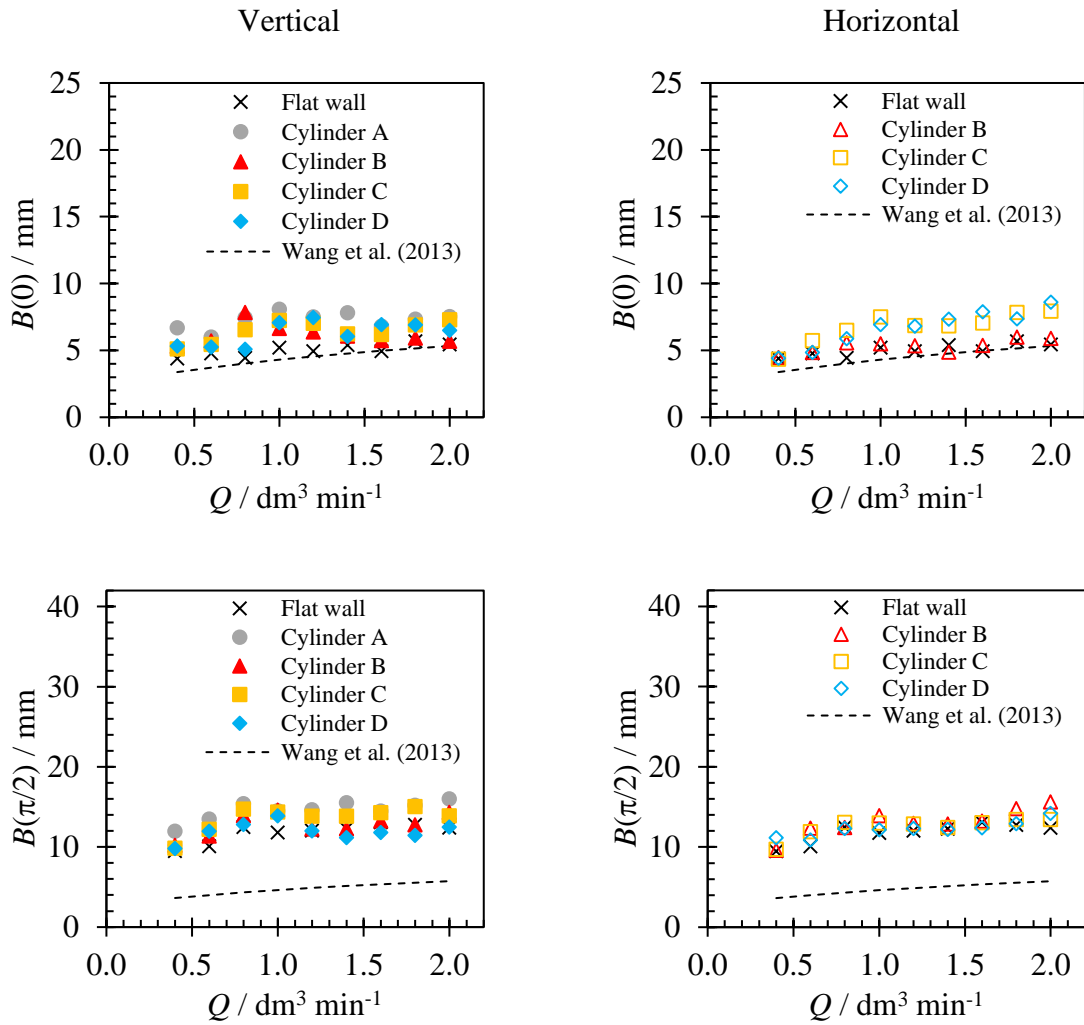 Vertical
Horizontal
25
20
15
10
5
0
B(0) / mm
Flat wall
Cylinder A
Cylinder B
Cylinder C
Cylinder D
Wang et al. (2013)
0.0 0.5 1.0 1.5 2.0
Q / dm³ min⁻¹
25
20
15
10
5
0
B(0) / mm
Flat wall
Cylinder B
Cylinder C
Cylinder D
Wang et al. (2013)
0.0 0.5 1.0 1.5 2.0
Q / dm³ min⁻¹
40
30
20
10
0
B(π/2) / mm
Flat wall
Cylinder A
Cylinder B
Cylinder C
Cylinder D
Wang et al. (2013)
0.0 0.5 1.0 1.5 2.0
Q / dm³ min⁻¹
40
30
20
10
0
B(π/2) / mm
Flat wall
Cylinder B
Cylinder C
Cylinder D
Wang et al. (2013)
0.0 0.5 1.0 1.5 2.0
Q / dm³ min⁻¹